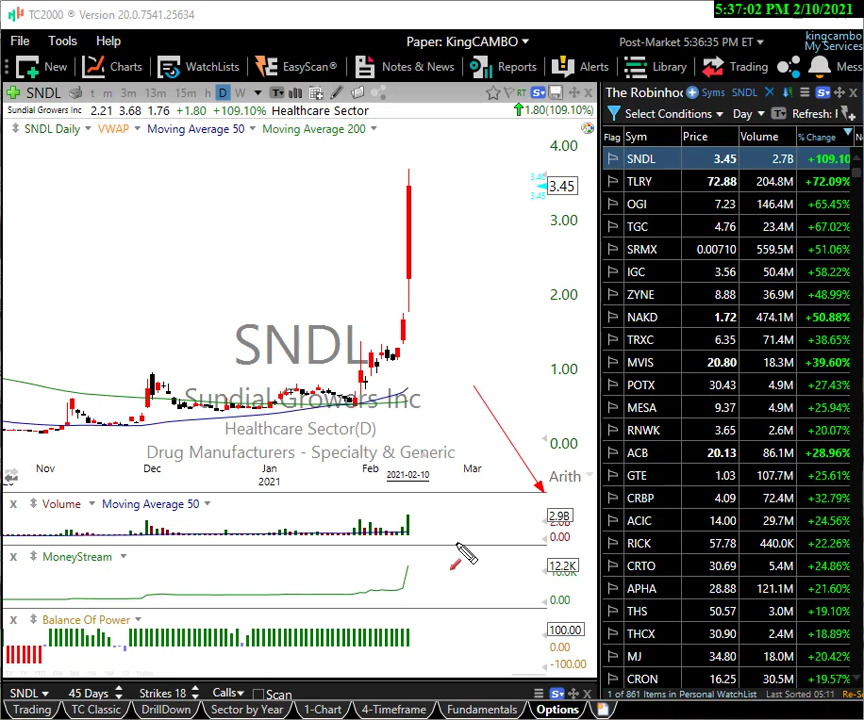 5:37:02 PM 2/10/2021
TC2000 ® Version 20.0.7541.25634
File Tools Help Paper: KingCAMBO Post-Market 5:36:35 PM ET kingcambo
My Services
New Charts WatchLists EasyScan® Notes & News Reports Alerts Library Trading Mess
SNDL t m 3m 10m 13m 15m h D W RT S
Sundial Growers Inc 2.21 3.68 1.76 +1.80 +109.10% Healthcare Sector 1.80(109.10%)
SNDL Daily VWAP Moving Average 50 Moving Average 200
4.00
3.45
3.00
2.00
1.00
0.00
SNDL
Sundial Growers Inc
Healthcare Sector(D)
Drug Manufacturers - Specialty & Generic
Nov Dec Jan Feb Mar
2021 2021-02-10
Arith
X Volume Moving Average 50
2.9B
0.00
X MoneyStream
12.2K
0.00
X Balance Of Power
100.00
0.00
-100.00
SNDL 45 Days Strikes 18 Calls Scan
Trading TC Classic DrillDown Sector by Year 1-Chart 4-Timeframe Fundamentals Options
The Robinhoo Syms SNDL
Select Conditions Day Refresh:
Flag Sym Price Volume % Change
SNDL 3.45 2.7B +109.10
TLRY 72.88 204.8M +72.09%
OGI 7.23 146.4M +65.45%
TGC 4.76 23.4M +67.02%
SRMX 0.00710 559.5M +51.06%
IGC 3.56 50.4M +58.22%
ZYNE 8.88 36.9M +48.99%
NAKD 1.72 474.1M +50.88%
TRXC 6.35 71.4M +38.65%
MVIS 20.80 18.3M +39.60%
POTX 30.43 4.9M +27.43%
MESA 9.37 4.9M +25.94%
RNWK 3.65 2.6M +20.07%
ACB 20.13 86.1M +28.96%
GTE 1.03 107.7M +25.61%
CRBP 4.09 72.4M +32.79%
ACIC 14.00 29.7M +24.56%
RICK 57.78 440.0K +22.26%
CRTO 30.69 5.4M +24.86%
APHA 28.88 121.1M +21.60%
THS 50.57 3.0M +19.10%
THCX 30.90 2.4M +18.89%
MJ 34.80 18.0M +20.42%
CRON 16.25 30.5M +19.57%
1 of 861 Items in Personal WatchList Last Sorted 05:11 Re-So